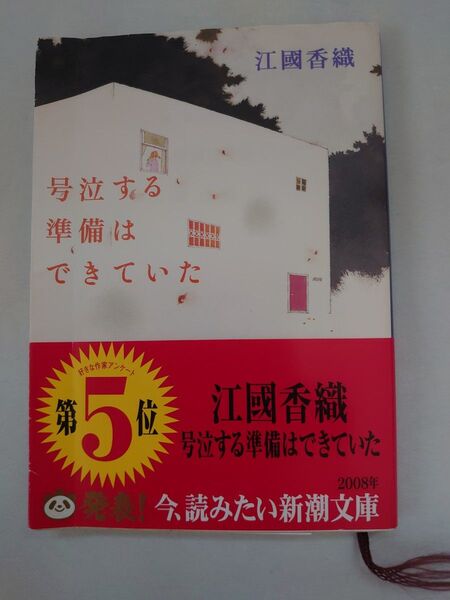 江國香織
号泣する
準備は
できていた
好きな作家アンケート
第5位
江國香織
号泣する準備はできていた
2008年
発表!
今、読みたい新潮文庫